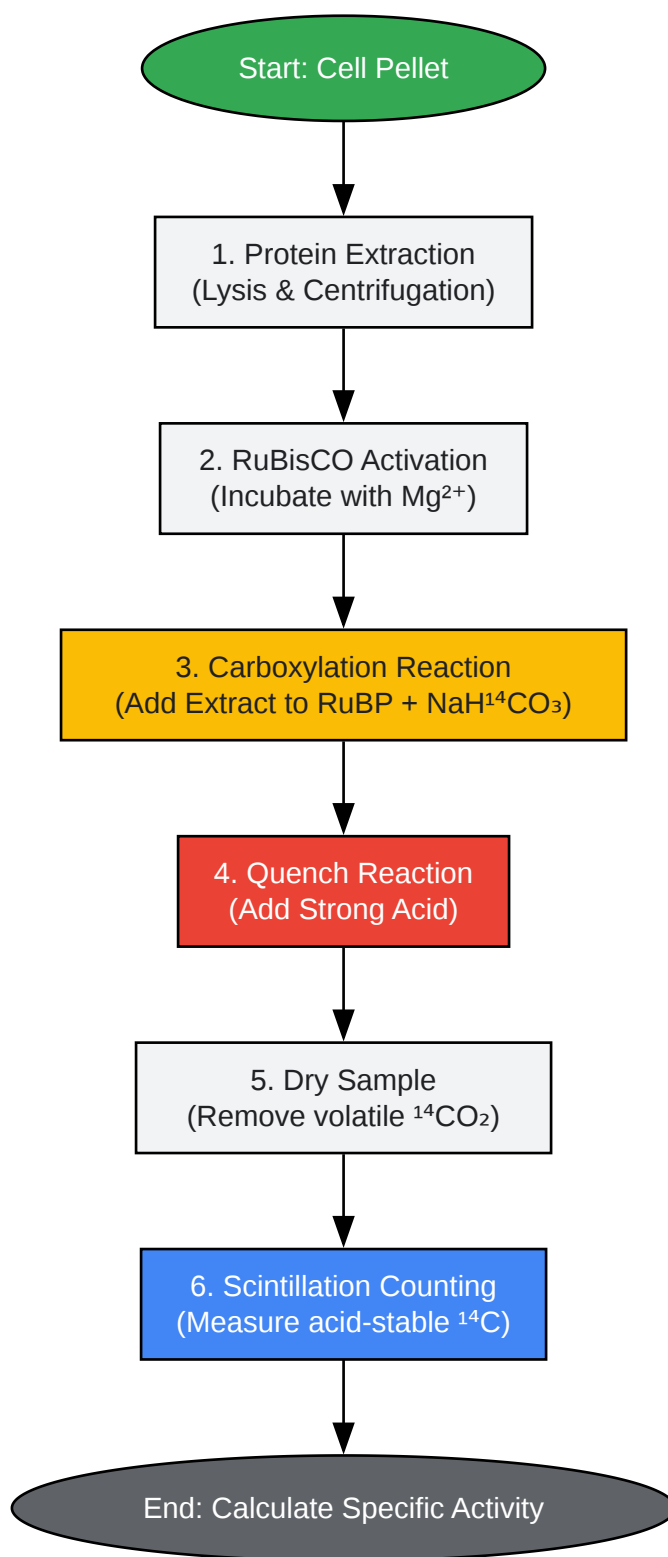 Start: Cell Pellet
1. Protein Extraction
(Lysis & Centrifugation)
2. RuBisCO Activation
(Incubate with Mg²⁺)
3. Carboxylation Reaction
(Add Extract to RuBP + NaH¹⁴CO₃)
4. Quench Reaction
(Add Strong Acid)
5. Dry Sample
(Remove volatile ¹⁴CO₂)
6. Scintillation Counting
(Measure acid-stable ¹⁴C)
End: Calculate Specific Activity